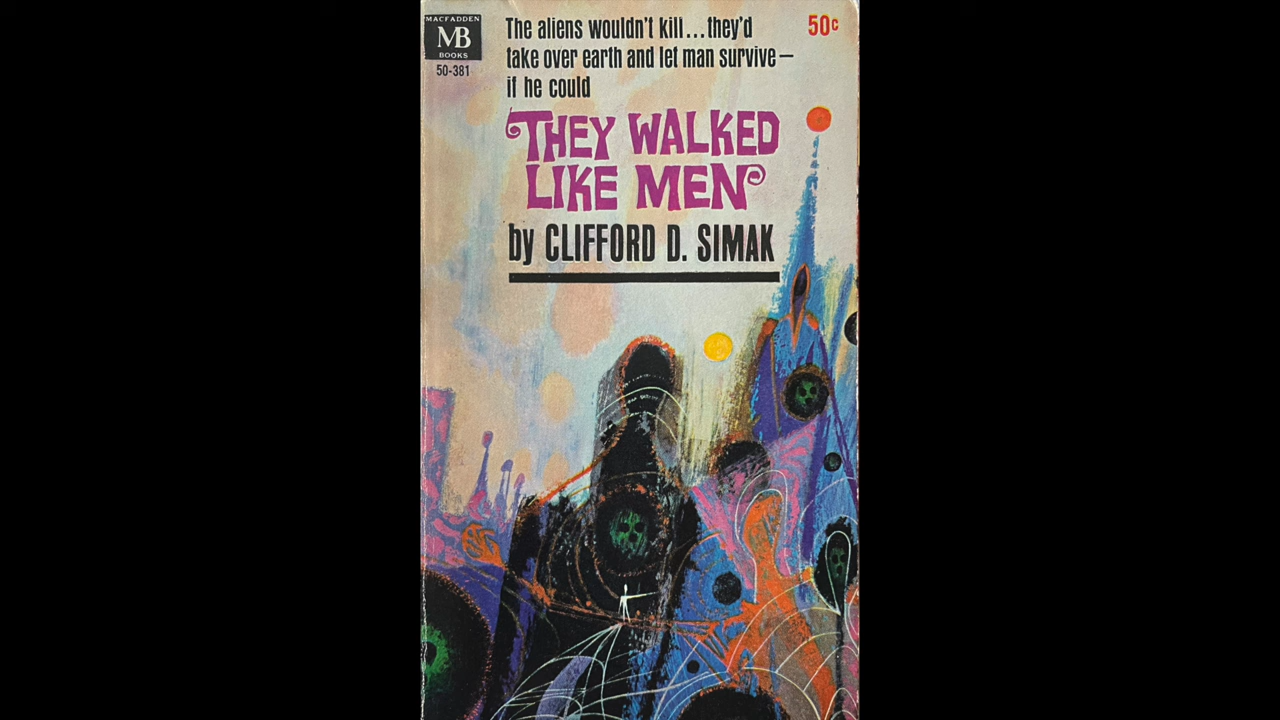 MACFADDEN
MB
BOOKS
50-381
The aliens wouldn't kill...they'd
take over earth and let man survive—
if he could
50c
THEY WALKED
LIKE MEN
by CLIFFORD D. SIMAK